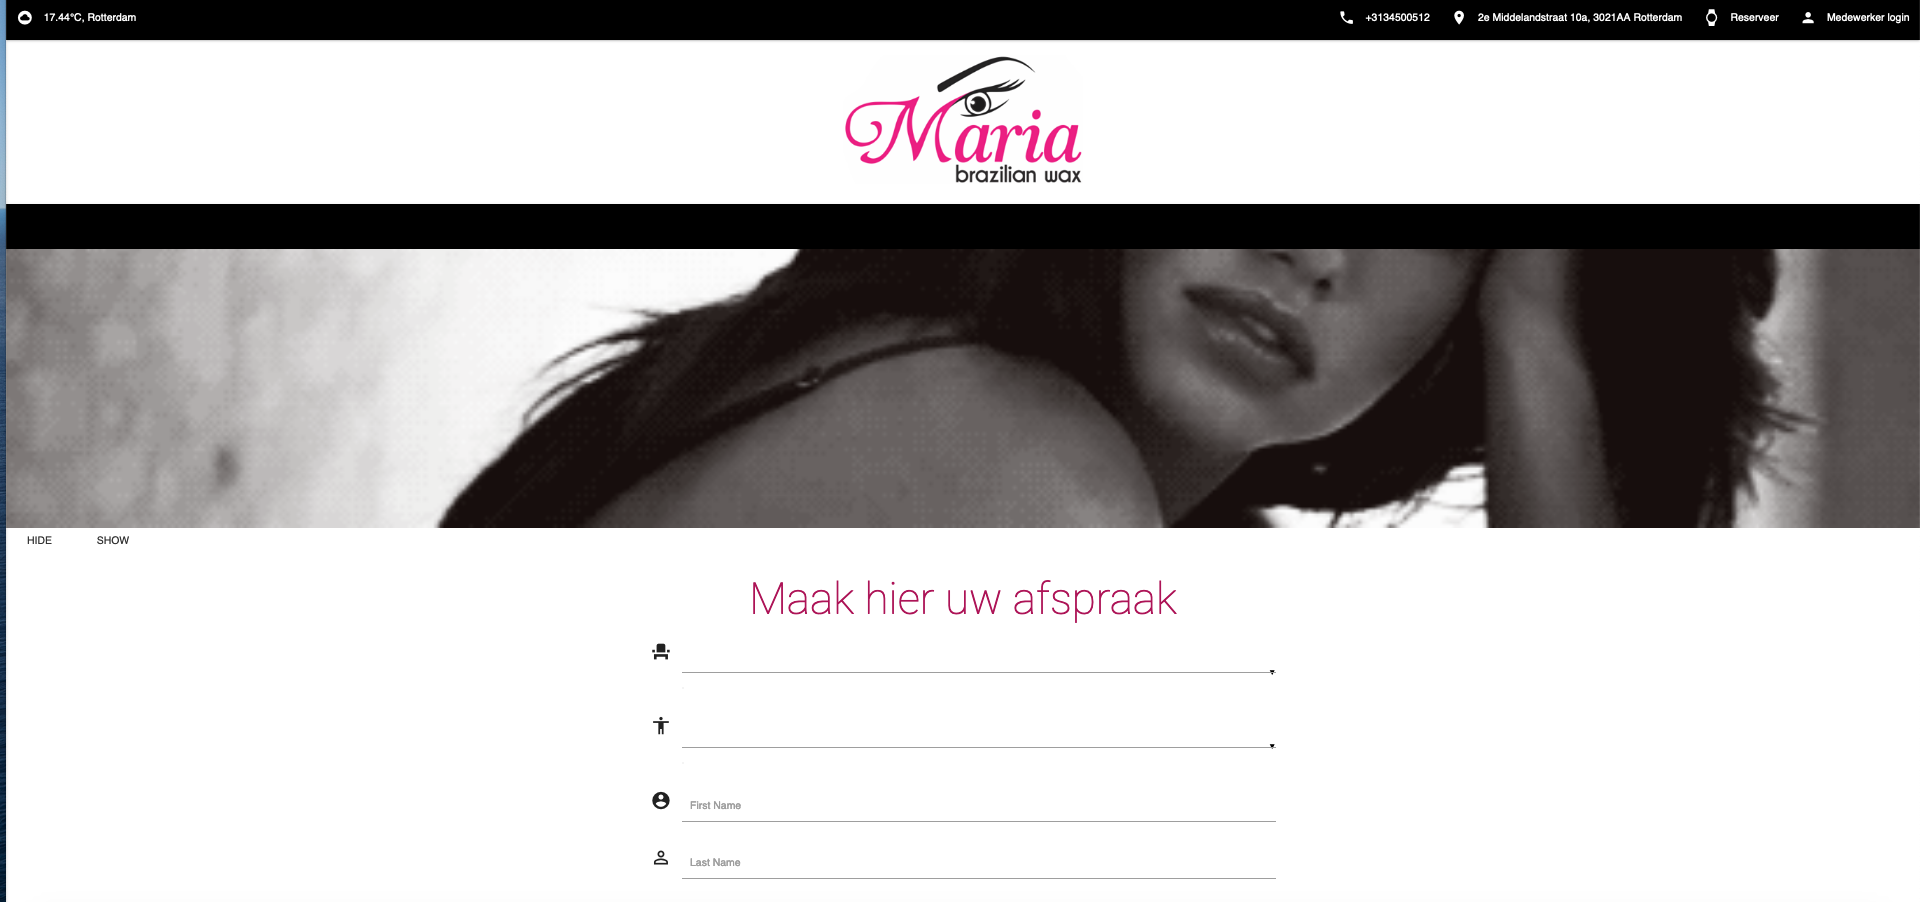 17.44°C, Rotterdam
+3134500512
2e Middelandstraat 10a, 3021AA Rotterdam
Reserveer
Medewerker login
Maria
brazilian wax
HIDE
SHOW
Maak hier uw afspraak
First Name
Last Name